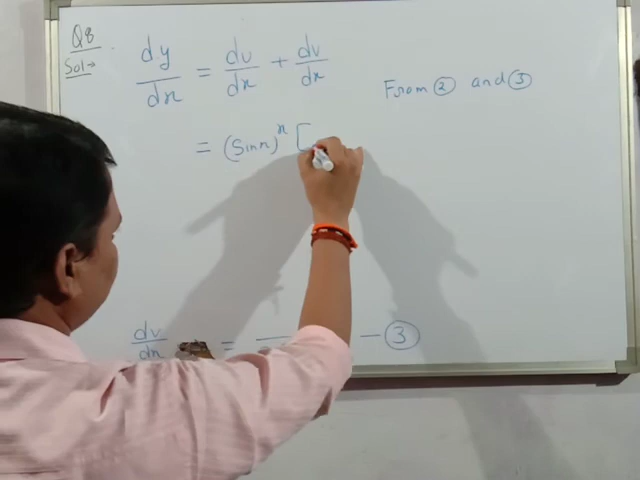 Q8
Sol→ dy/dx = du/dx + dv/dx
From ② and ③
= (Sinx)^x [
dv/dx = — ③